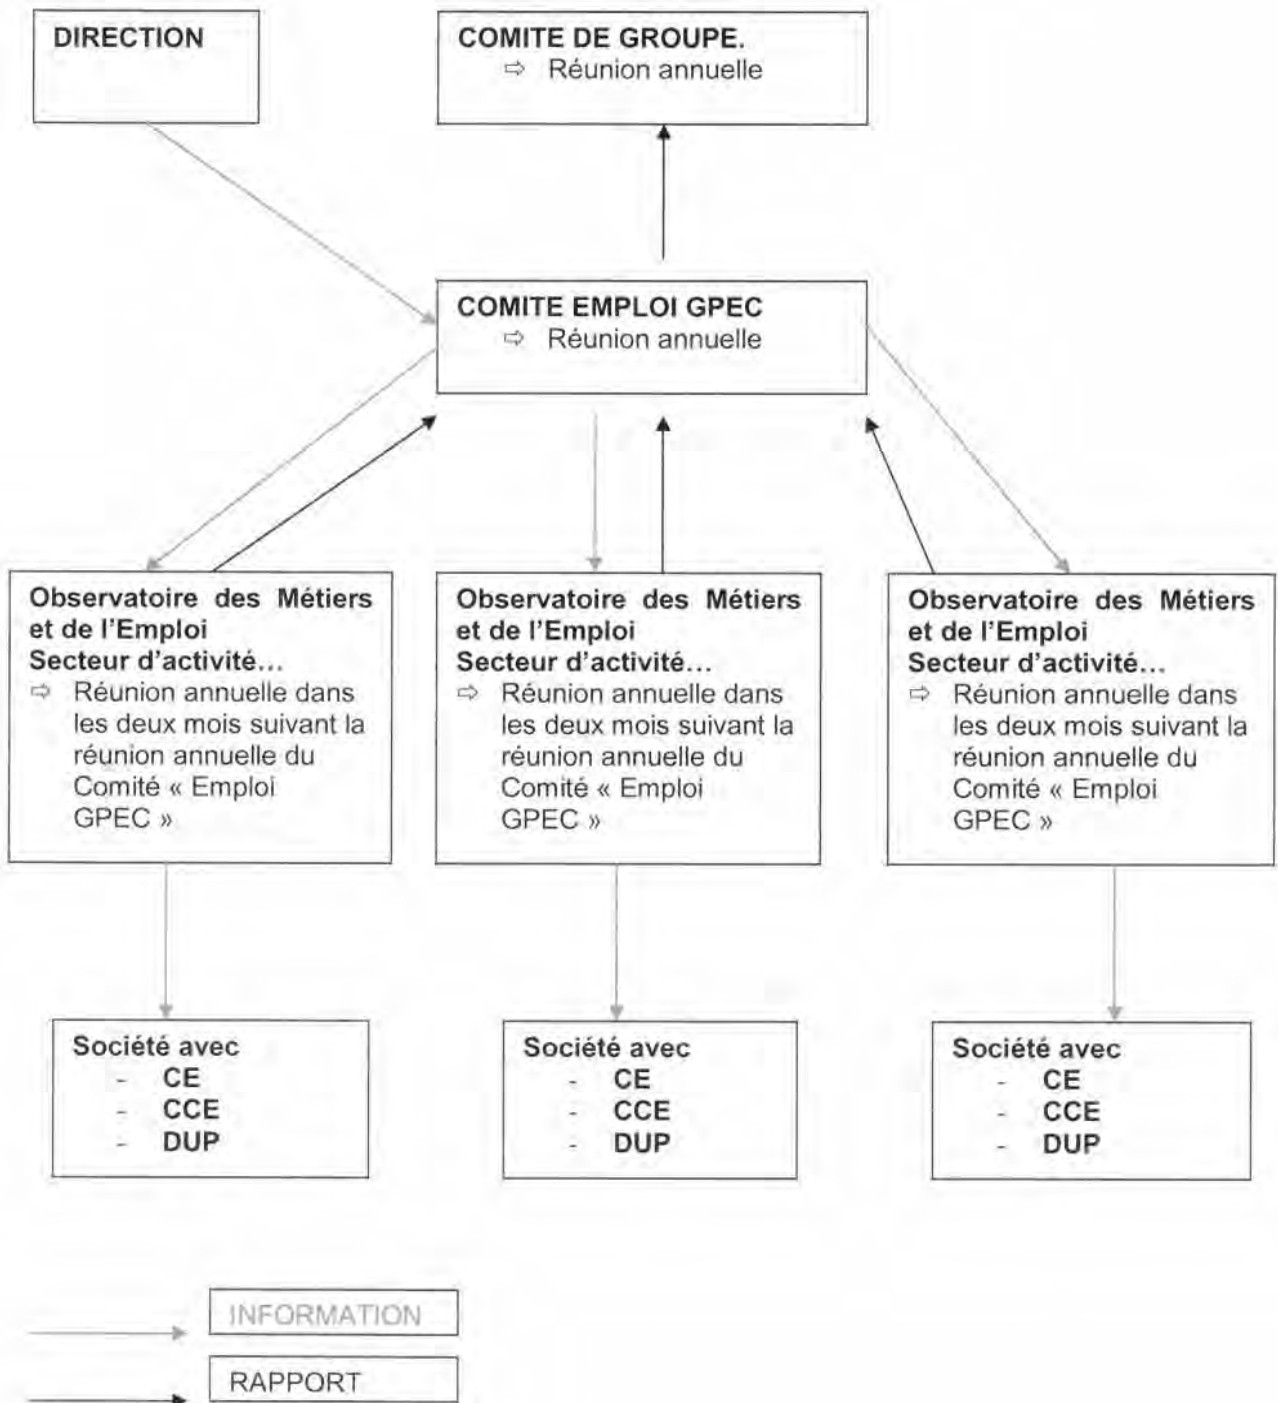 DIRECTION
COMITE DE GROUPE.
⇨ Réunion annuelle
COMITE EMPLOI GPEC
⇨ Réunion annuelle
Observatoire des Métiers
et de l'Emploi
Secteur d'activité...
⇨ Réunion annuelle dans
les deux mois suivant la
réunion annuelle du
Comité « Emploi
GPEC »
Observatoire des Métiers
et de l'Emploi
Secteur d'activité...
⇨ Réunion annuelle dans
les deux mois suivant la
réunion annuelle du
Comité « Emploi
GPEC »
Observatoire des Métiers
et de l'Emploi
Secteur d'activité...
⇨ Réunion annuelle dans
les deux mois suivant la
réunion annuelle du
Comité « Emploi
GPEC »
Société avec
- CE
- CCE
- DUP
Société avec
- CE
- CCE
- DUP
Société avec
- CE
- CCE
- DUP
INFORMATION
RAPPORT